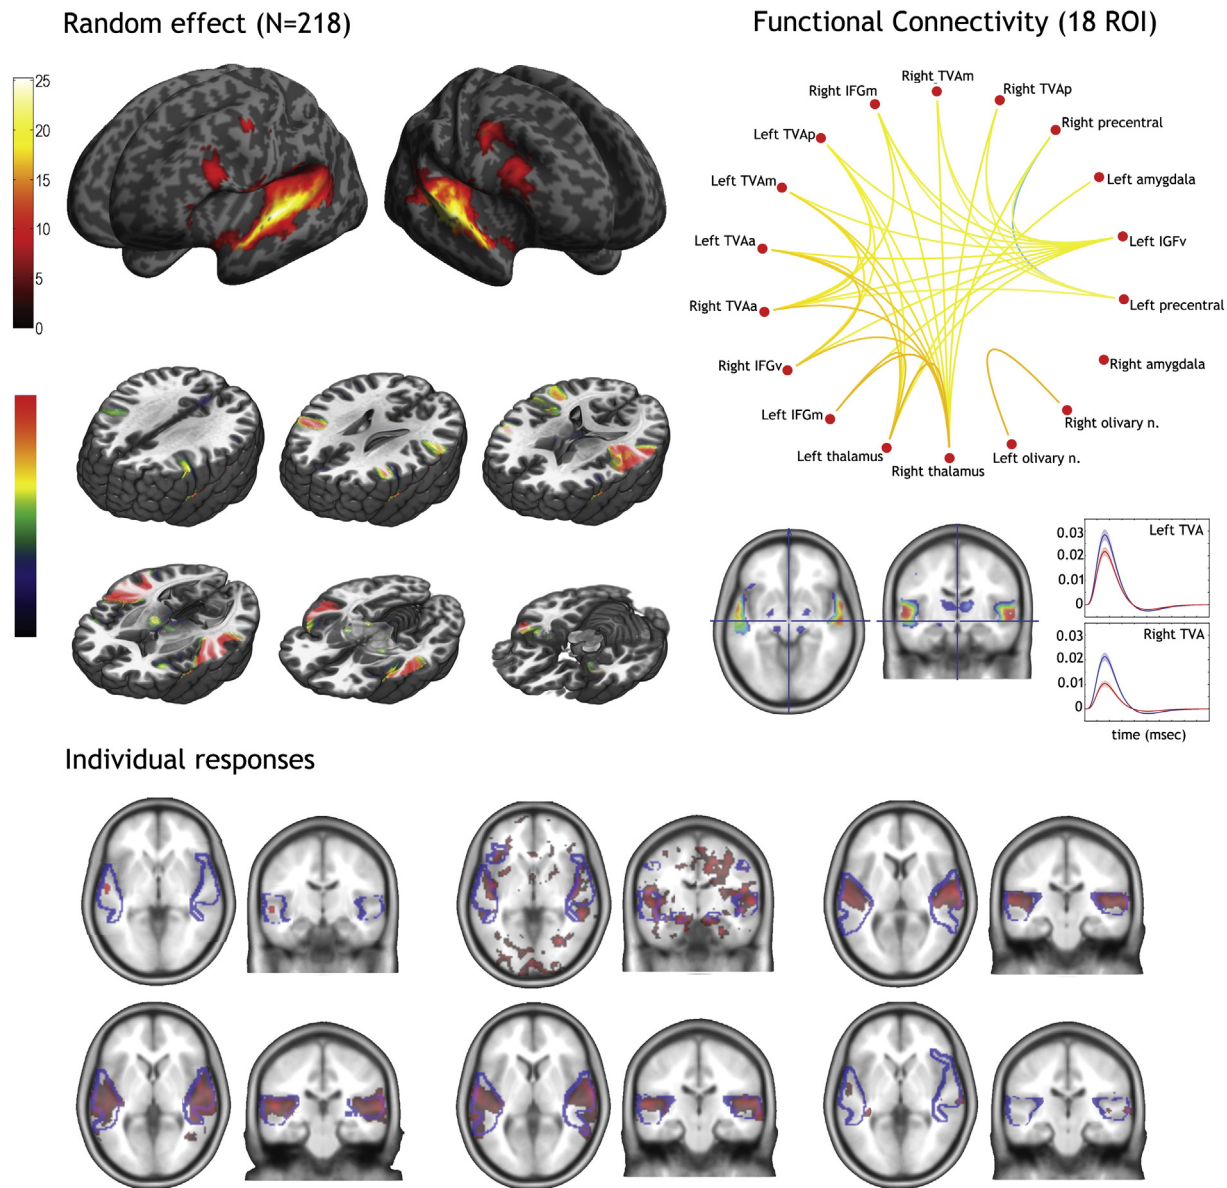 Random effect (N=218)
Functional Connectivity (18 ROI)
25
20
15
10
5
0
Right TVAm
Right IFGm
Right TVAp
Left TVAp
Right precentral
Left TVAm
Left amygdala
Left TVAa
Left IGFv
Right TVAa
Left precentral
Right IFGv
Right amygdala
Left IFGm
Right olivary n.
Left thalamus
Left olivary n.
Right thalamus
0.03
Left TVA
0.02
0.01
0
0.03
Right TVA
0.02
0.01
0
time (msec)
Individual responses